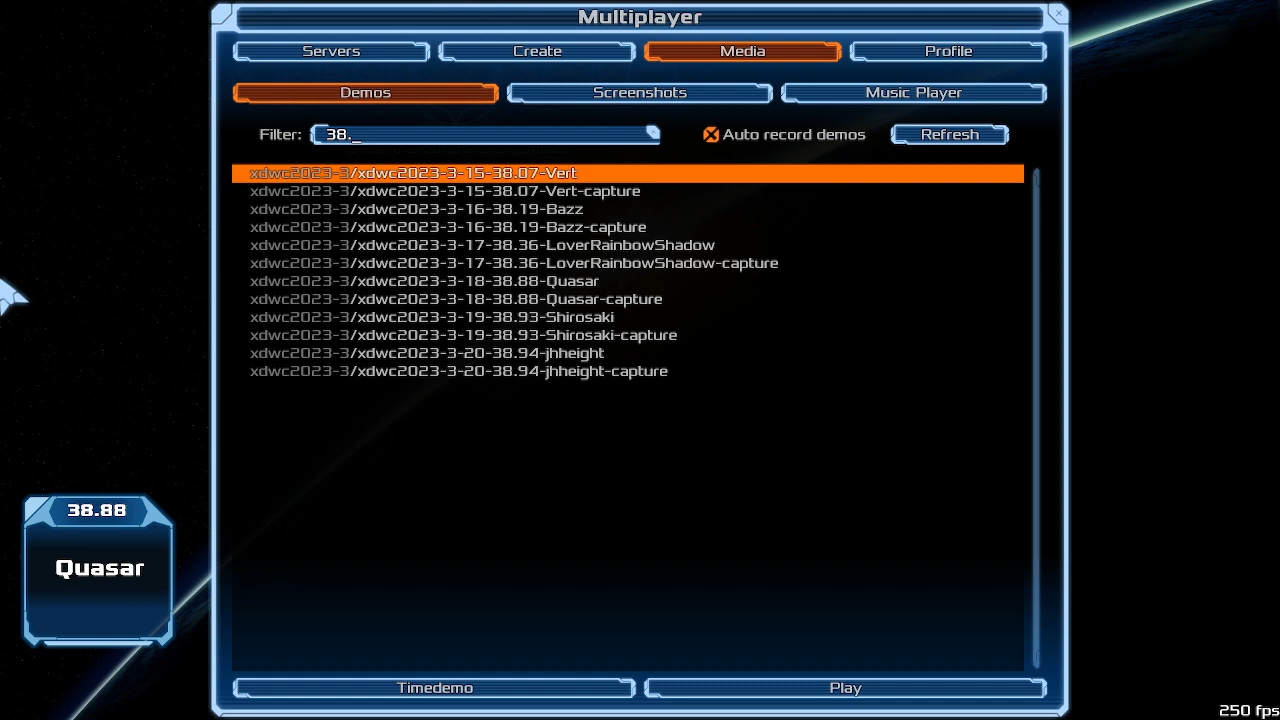 Multiplayer
Servers Create Media Profile
Demos Screenshots Music Player
Filter: 38._ Auto record demos Refresh
xdwc2023-3/xdwc2023-3-15-38.07-Vert
xdwc2023-3/xdwc2023-3-15-38.07-Vert-capture
xdwc2023-3/xdwc2023-3-16-38.19-Bazz
xdwc2023-3/xdwc2023-3-16-38.19-Bazz-capture
xdwc2023-3/xdwc2023-3-17-38.36-LoverRainbowShadow
xdwc2023-3/xdwc2023-3-17-38.36-LoverRainbowShadow-capture
xdwc2023-3/xdwc2023-3-18-38.88-Quasar
xdwc2023-3/xdwc2023-3-18-38.88-Quasar-capture
xdwc2023-3/xdwc2023-3-19-38.93-Shirosaki
xdwc2023-3/xdwc2023-3-19-38.93-Shirosaki-capture
xdwc2023-3/xdwc2023-3-20-38.94-jhheight
xdwc2023-3/xdwc2023-3-20-38.94-jhheight-capture
38.88
Quasar
Timedemo Play
250 fps